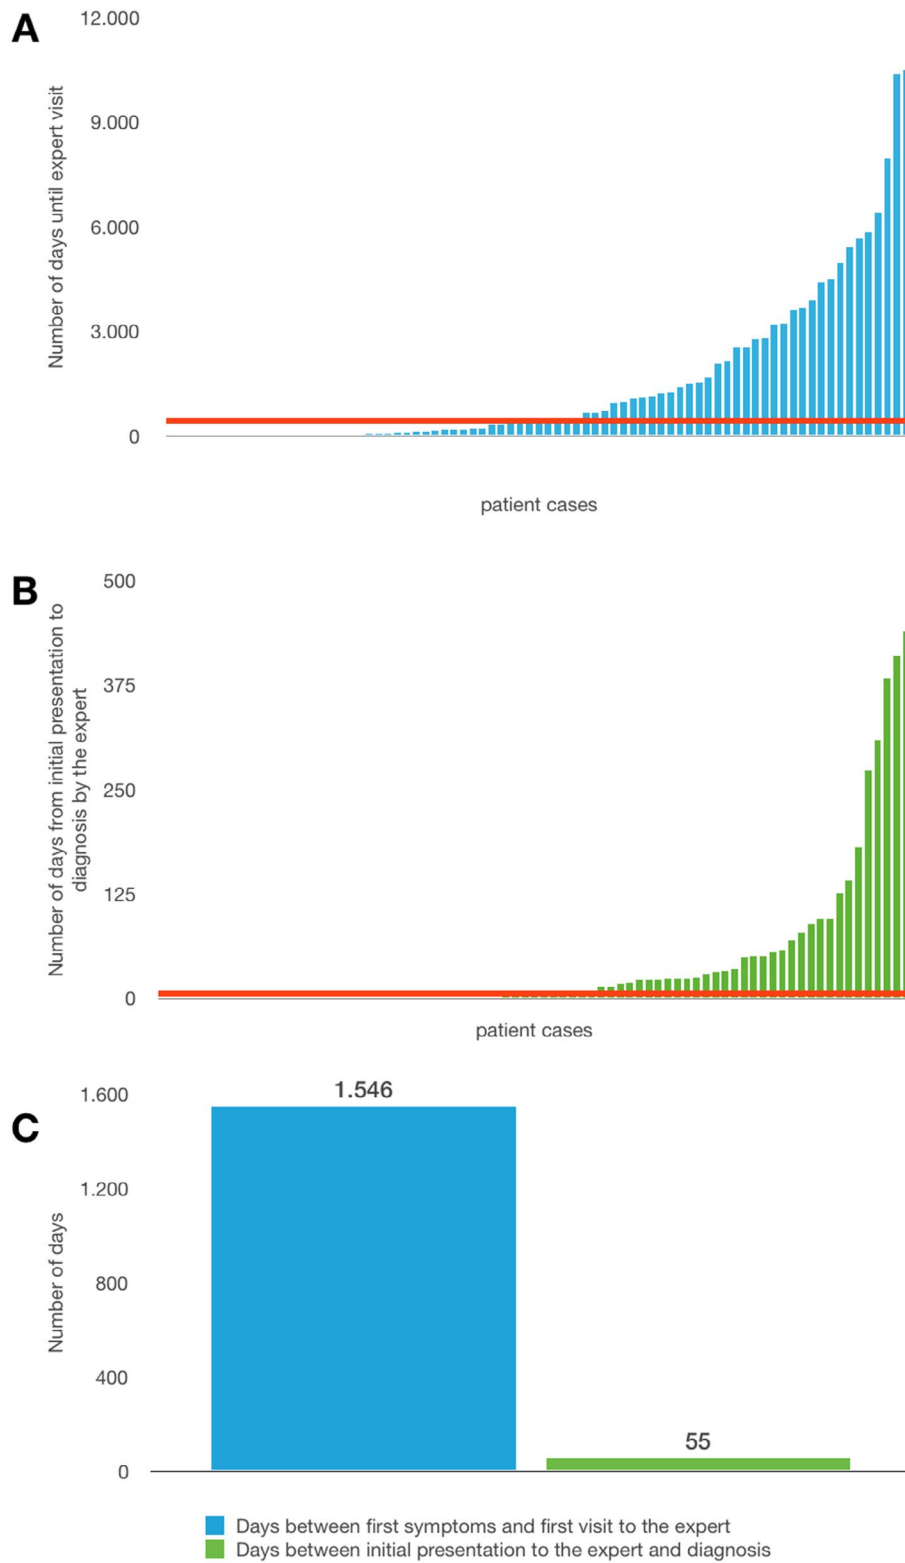 A
12.000
9.000
6.000
3.000
0
Number of days until expert visit
patient cases
B
500
375
250
125
0
Number of days from initial presentation to
diagnosis by the expert
patient cases
C
1.600
1.200
800
400
0
Number of days
1.546
55
Days between first symptoms and first visit to the expert
Days between initial presentation to the expert and diagnosis